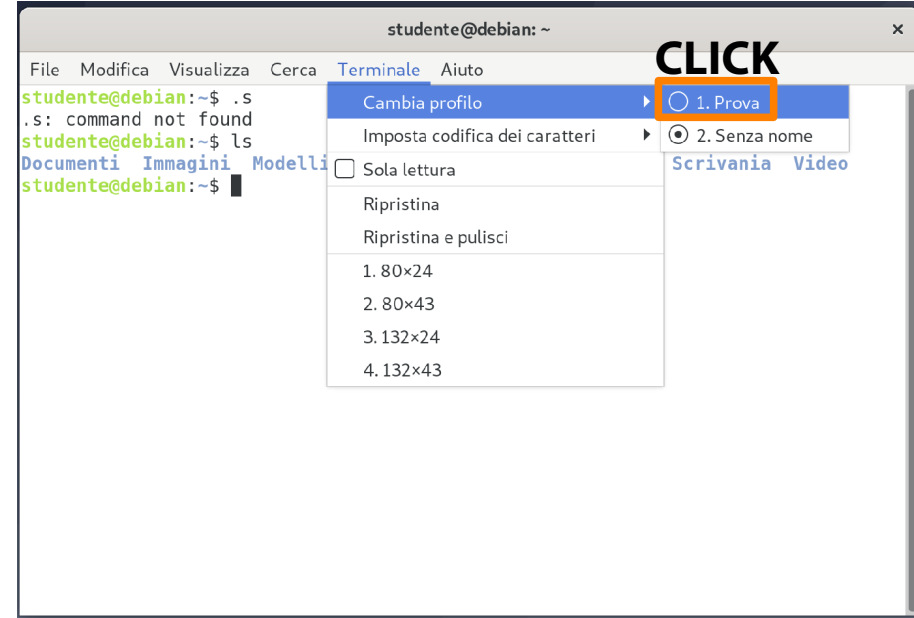 studente@debian: ~
×
CLICK
File Modifica Visualizza Cerca Terminale Aiuto
studente@debian:~$ .s
.s: command not found
studente@debian:~$ ls
Documenti Immagini Modelli Scrivania Video
studente@debian:~$
Cambia profilo
Imposta codifica dei caratteri
Sola lettura
Ripristina
Ripristina e pulisci
1. 80×24
2. 80×43
3. 132×24
4. 132×43
1. Prova
2. Senza nome